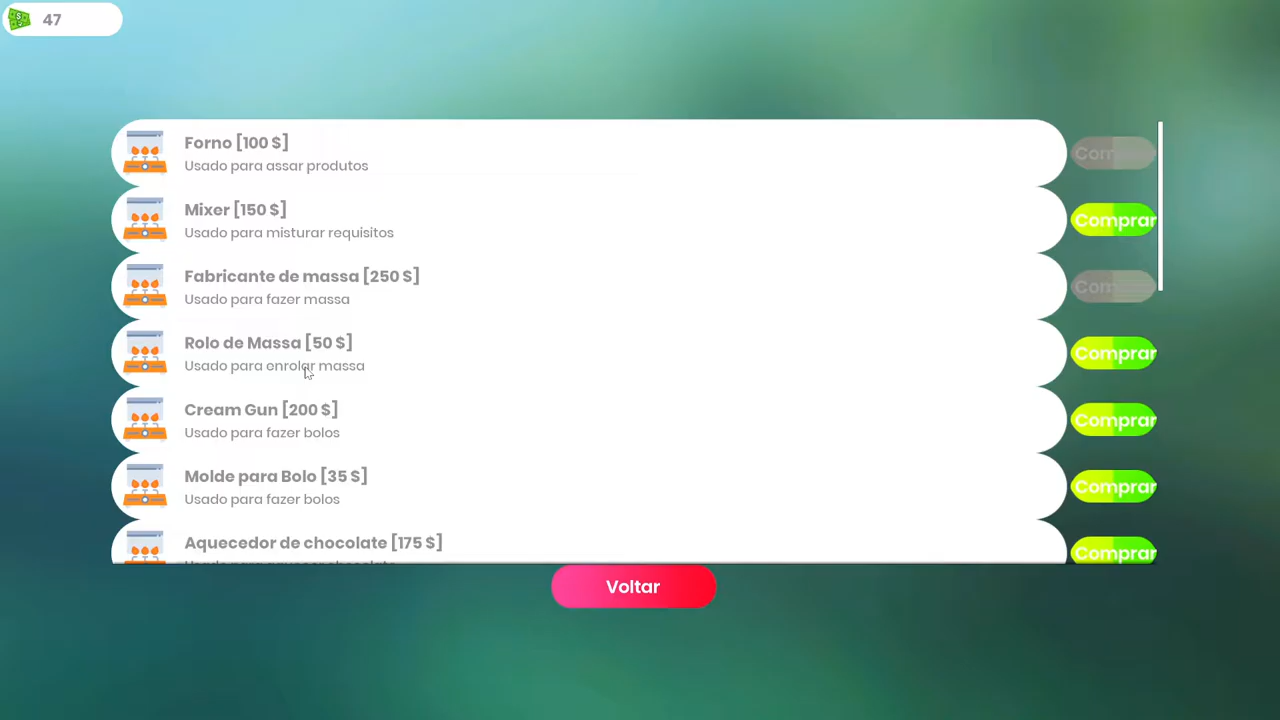 47
Forno [100 $]
Usado para assar produtos
Mixer [150 $]
Usado para misturar requisitos
Comprar
Fabricante de massa [250 $]
Usado para fazer massa
Rolo de Massa [50 $]
Usado para enrolar massa
Comprar
Cream Gun [200 $]
Usado para fazer bolos
Comprar
Molde para Bolo [35 $]
Usado para fazer bolos
Comprar
Aquecedor de chocolate [175 $]
Comprar
Voltar